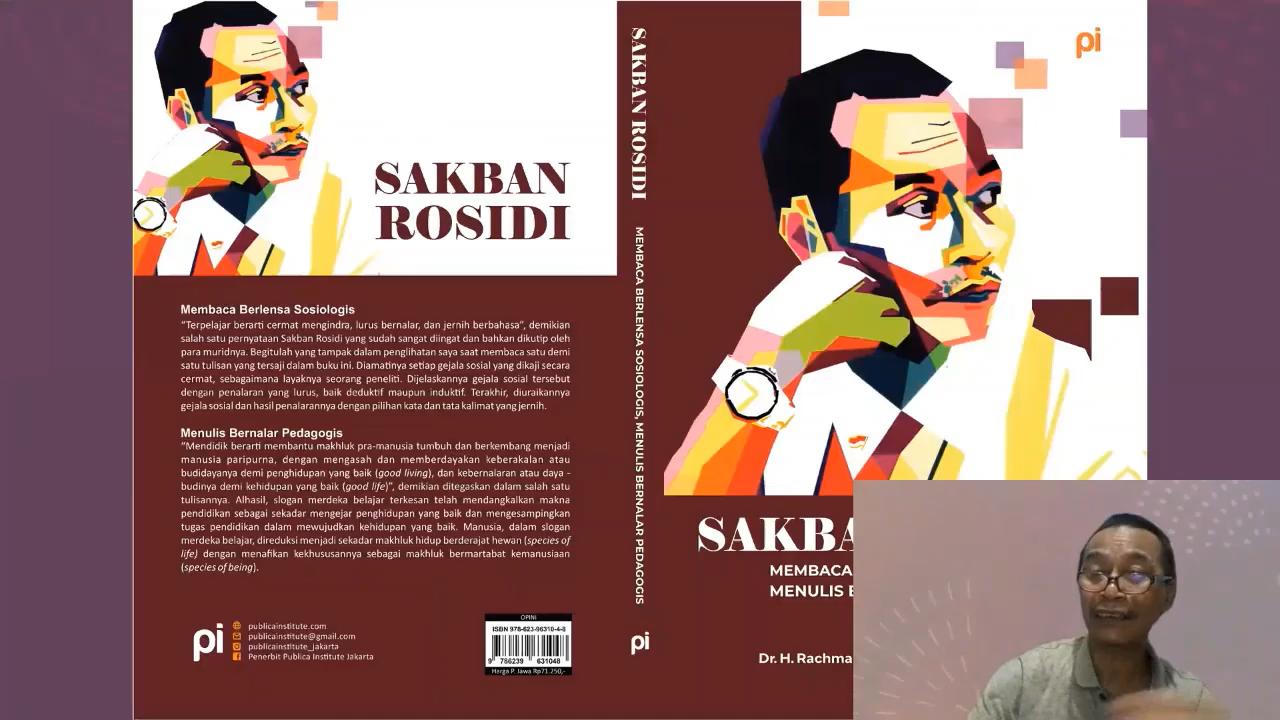 SAKBAN
ROSIDI
Membaca Berlensa Sosiologis
“Terpelajar berarti cermat mengindra, lurus bernalar, dan jernih berbahasa”, demikian
salah satu pernyataan Sakban Rosidi yang sudah sangat diingat dan bahkan dikutip oleh
para muridnya. Begitulah yang tampak dalam penglihatan saya saat membaca satu demi
satu tulisan yang tersaji dalam buku ini. Diamatinya setiap gejala sosial yang dikaji secara
cermat, sebagaimana layaknya seorang peneliti. Dijelaskannya gejala sosial tersebut
dengan penalaran yang lurus, baik deduktif maupun induktif. Terakhir, diuraikannya
gejala sosial dan hasil penalarannya dengan pilihan kata dan tata kalimat yang jernih.
Menulis Bernalar Pedagogis
“Mendidik berarti membantu makhluk pra-manusia tumbuh dan berkembang menjadi
manusia paripurna, dengan mengasah dan memberdayakan keberakalan atau
budidayanya demi penghidupan yang baik (good living), dan kebernalaran atau daya -
budinya demi kehidupan yang baik (good life)”, demikian ditegaskan dalam salah satu
tulisannya. Alhasil, slogan merdeka belajar terkesan telah mendangkalkan makna
pendidikan sebagai sekadar mengejar penghidupan yang baik dan mengesampingkan
tugas pendidikan dalam mewujudkan kehidupan yang baik. Manusia, dalam slogan
merdeka belajar, direduksi menjadi sekadar makhluk hidup berderajat hewan (species of
life) dengan menafikan kekhususannya sebagai makhluk bermartabat kemanusiaan
(species of being).
pi
publicainstitute.com
publicainstitute@gmail.com
publicainstitute_jakarta
Penerbit Publica Institute Jakarta
OPINI
ISBN 978-623-96310-4-8
9 786239 631048
Harga P. Jawa Rp71.250,-
SAKBAN ROSIDI
MEMBACA BERLENSA SOSIOLOGIS, MENULIS BERNALAR PEDAGOGIS
pi
pi
SAKBA
MEMBACA
MENULIS B
Dr. H. Rachma